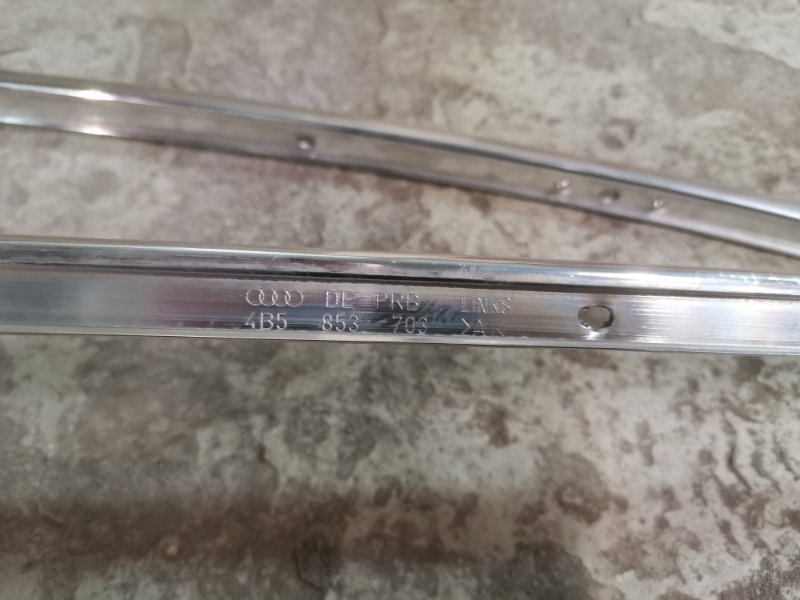 DE PRB LINKS
4B5 853 703 >A